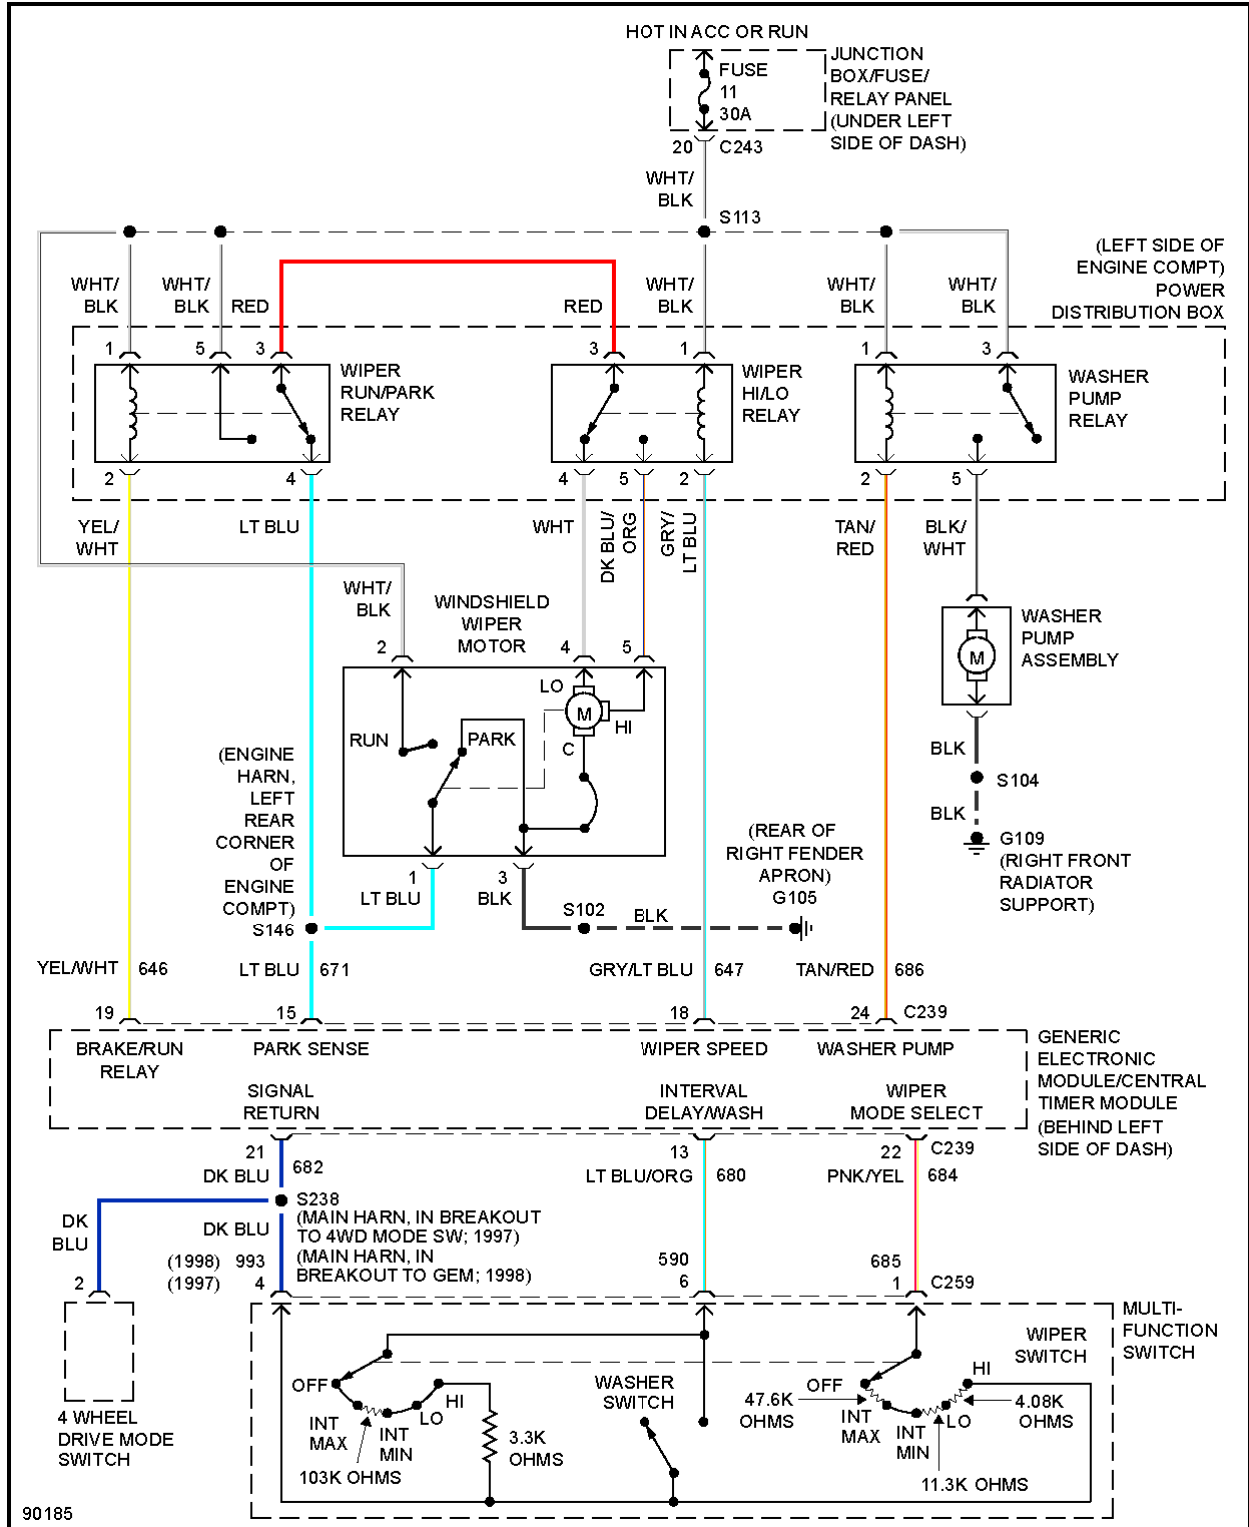 HOT IN ACC OR RUN
FUSE
11
30A
JUNCTION
BOX/FUSE/
RELAY PANEL
(UNDER LEFT
SIDE OF DASH)
20
C243
WHT/
BLK
S113
(LEFT SIDE OF
ENGINE COMPT)
POWER
DISTRIBUTION BOX
WHT/
BLK
WHT/
BLK
RED
RED
WHT/
BLK
WHT/
BLK
WHT/
BLK
1
5
3
3
1
1
3
WIPER
RUN/PARK
RELAY
WIPER
HI/LO
RELAY
WASHER
PUMP
RELAY
2
4
4
5
2
2
5
YEL/
WHT
LT BLU
WHT
DK BLU/
ORG
GRY/
LT BLU
TAN/
RED
BLK/
WHT
WHT/
BLK
WINDSHIELD
WIPER
MOTOR
2
4
5
WASHER
PUMP
ASSEMBLY
M
LO
M
HI
C
RUN
PARK
BLK
S104
BLK
G109
(RIGHT FRONT
RADIATOR
SUPPORT)
(ENGINE
HARN,
LEFT
REAR
CORNER
OF
ENGINE
COMPT)
S146
1
LT BLU
3
BLK
S102
BLK
(REAR OF
RIGHT FENDER
APRON)
G105
YEL/WHT
646
LT BLU
671
GRY/LT BLU
647
TAN/RED
686
19
15
18
24
C239
BRAKE/RUN
RELAY
PARK SENSE
WIPER SPEED
WASHER PUMP
SIGNAL
RETURN
INTERVAL
DELAY/WASH
WIPER
MODE SELECT
GENERIC
ELECTRONIC
MODULE/CENTRAL
TIMER MODULE
(BEHIND LEFT
SIDE OF DASH)
21
DK BLU
682
13
LT BLU/ORG
680
22
PNK/YEL
684
C239
S238
(MAIN HARN, IN BREAKOUT
TO 4WD MODE SW; 1997)
(MAIN HARN, IN
BREAKOUT TO GEM; 1998)
DK
BLU
DK BLU
(1998)
993
(1997)
4
2
590
6
685
1
C259
MULTI-
FUNCTION
SWITCH
WIPER
SWITCH
4 WHEEL
DRIVE MODE
SWITCH
OFF
INT
MAX
INT
MIN
LO
HI
103K OHMS
3.3K
OHMS
WASHER
SWITCH
OFF
47.6K
OHMS
INT
MAX
INT
MIN
LO
HI
4.08K
OHMS
11.3K OHMS
90185